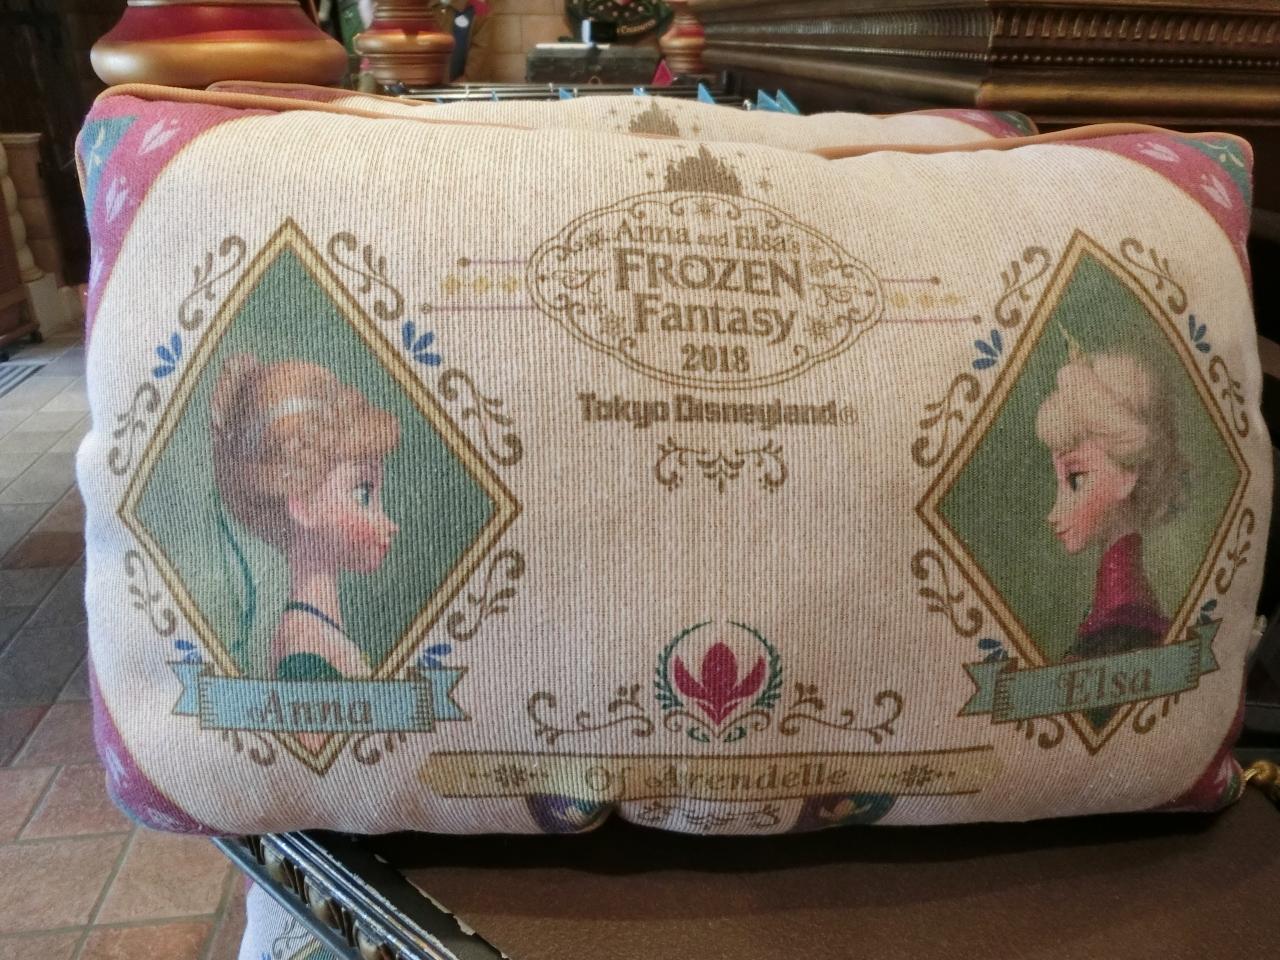 Anna and Elsa's
FROZEN
Fantasy
2018
Tokyo Disneyland®
Anna
Elsa
Of Arendelle